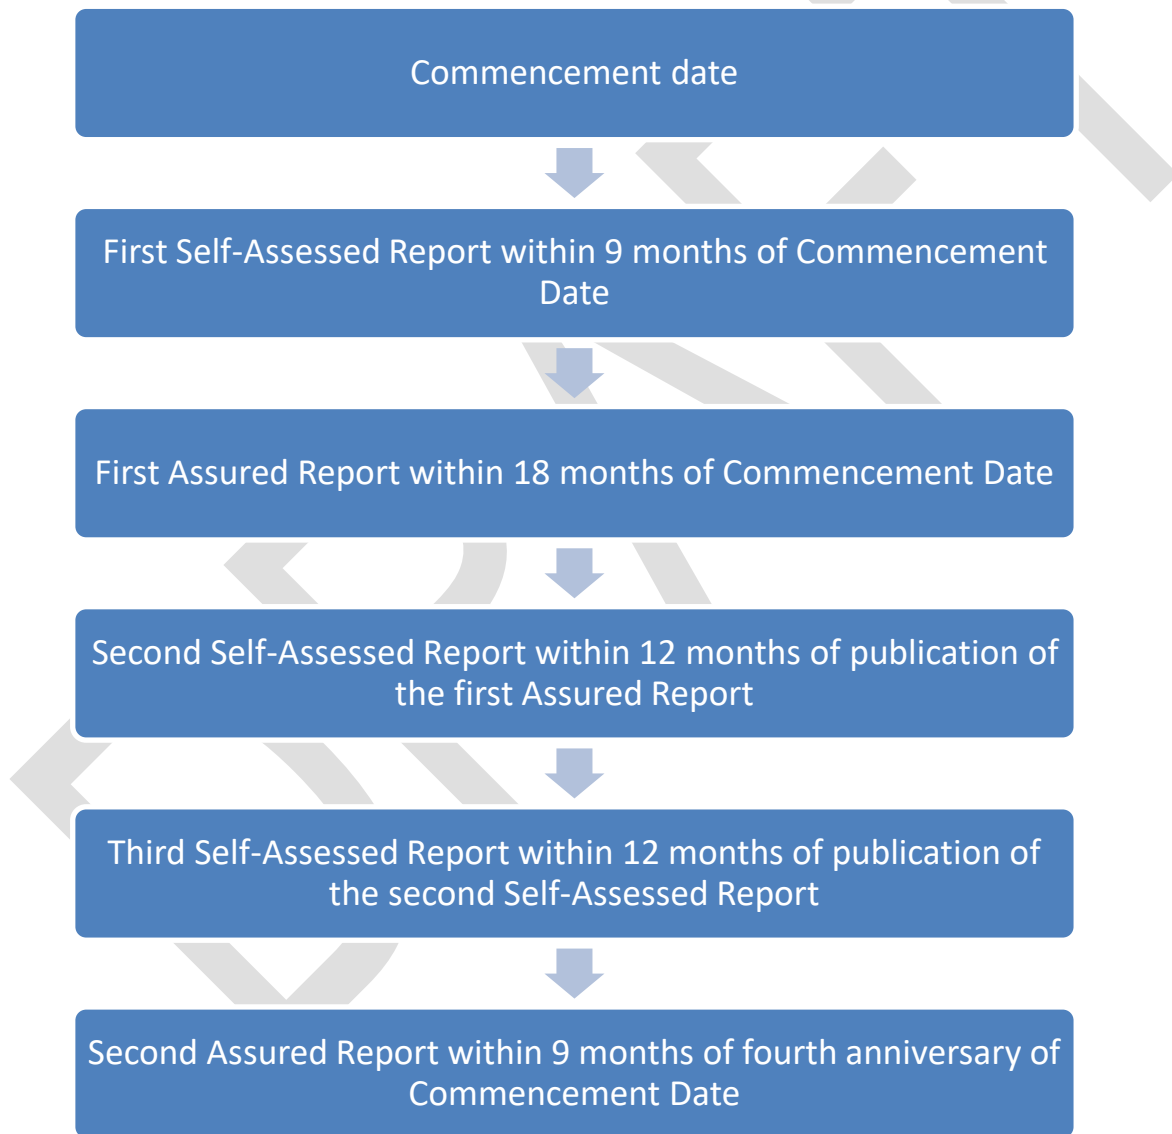 Commencement date
First Self-Assessed Report within 9 months of Commencement
Date
First Assured Report within 18 months of Commencement Date
Second Self-Assessed Report within 12 months of publication of
the first Assured Report
Third Self-Assessed Report within 12 months of publication of
the second Self-Assessed Report
Second Assured Report within 9 months of fourth anniversary of
Commencement Date